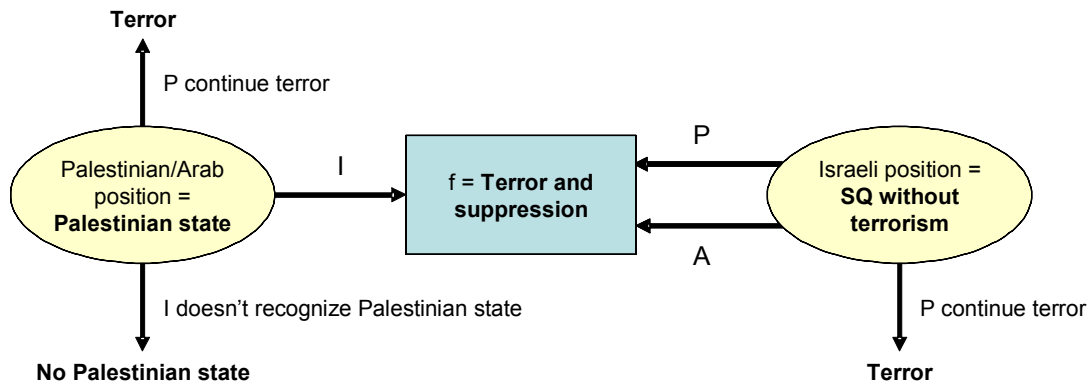 Terror
P continue terror
Palestinian/Arab
position =
Palestinian state
I
f = Terror and
suppression
P
A
Israeli position =
SQ without
terrorism
I doesn’t recognize Palestinian state
P continue terror
No Palestinian state
Terror